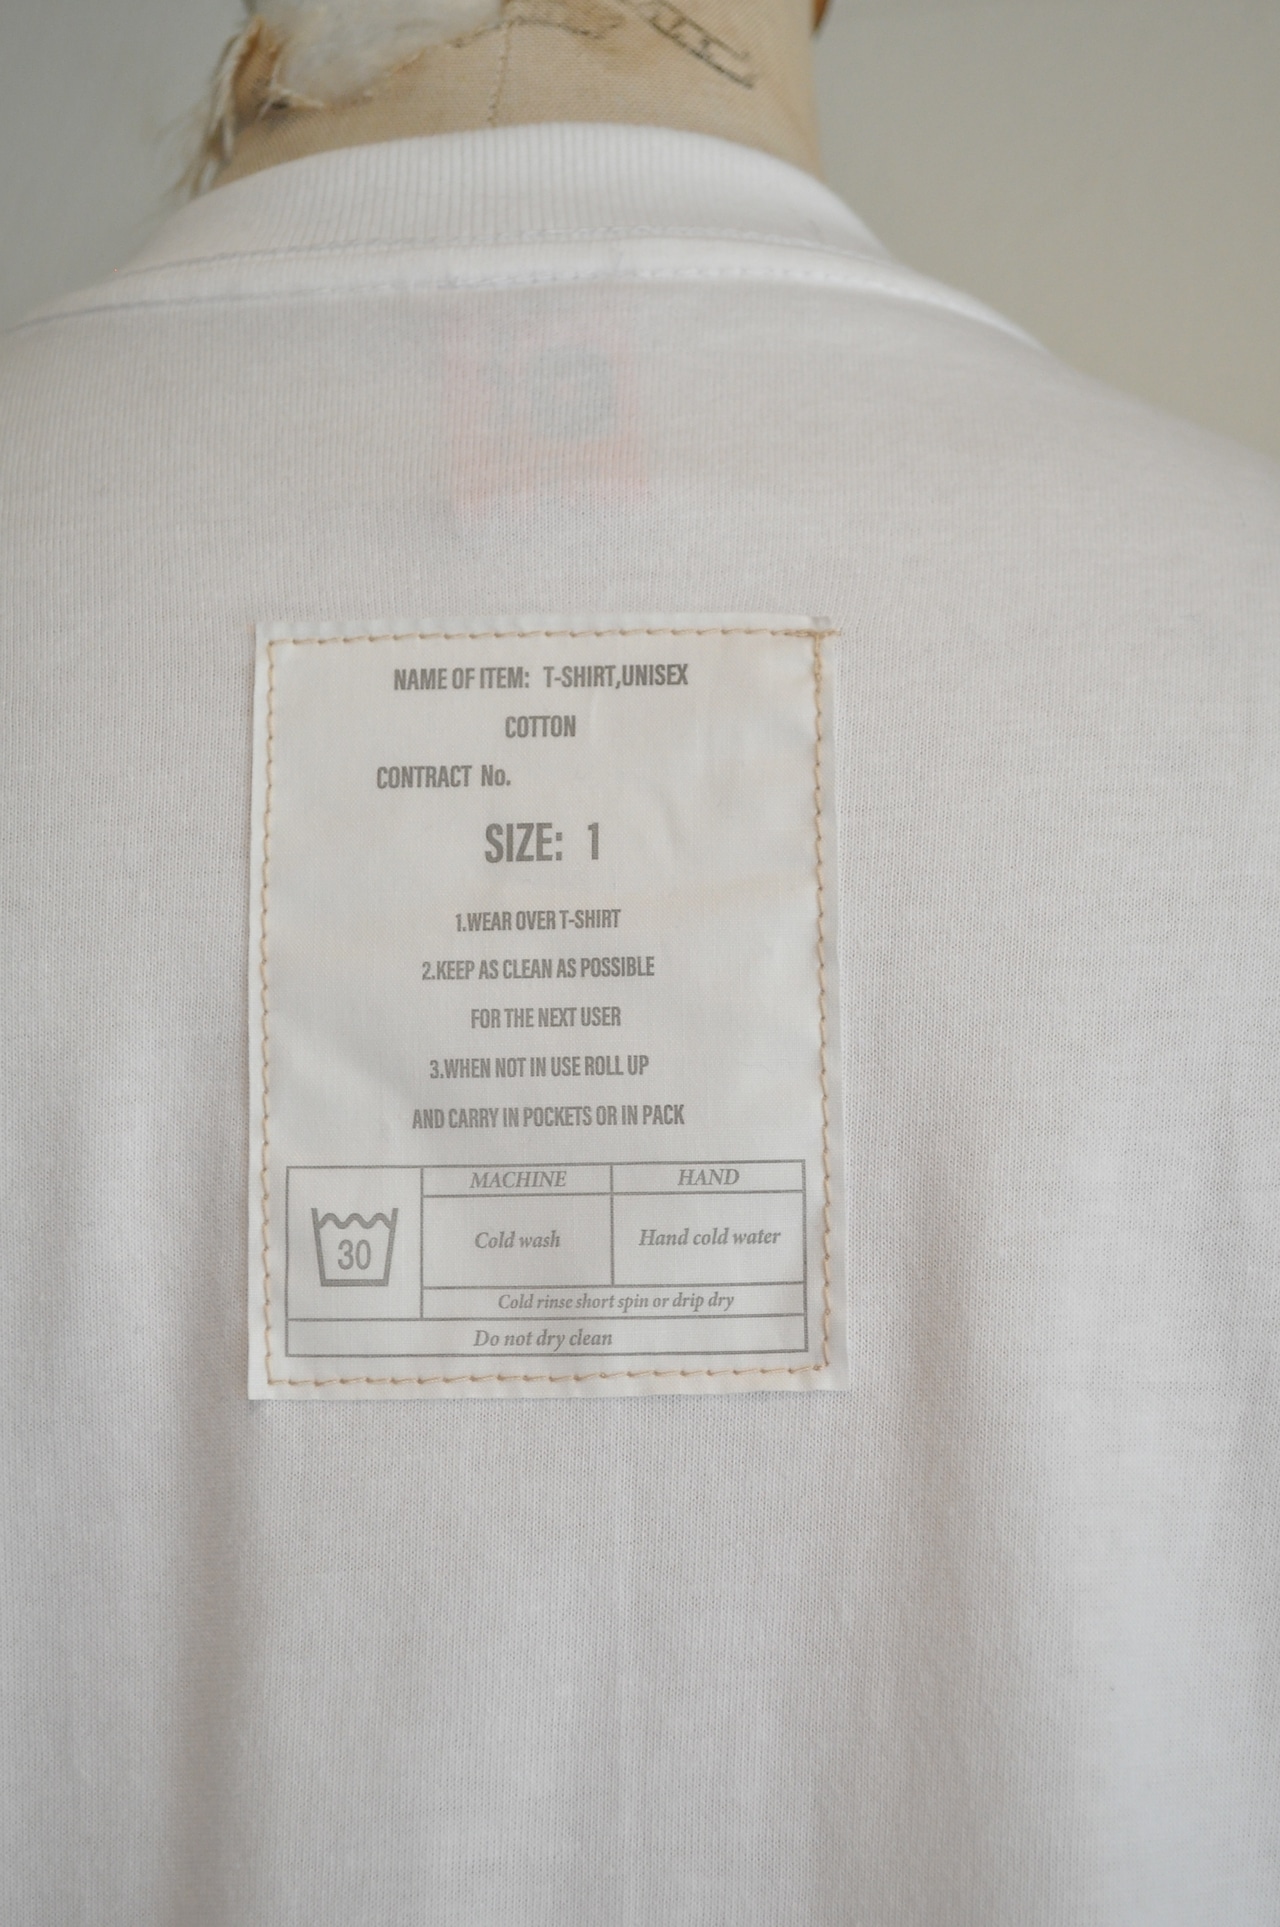 NAME OF ITEM: T-SHIRT,UNISEX
COTTON
CONTRACT No.
SIZE: 1
1.WEAR OVER T-SHIRT
2.KEEP AS CLEAN AS POSSIBLE
FOR THE NEXT USER
3.WHEN NOT IN USE ROLL UP
AND CARRY IN POCKETS OR IN PACK
MACHINE HAND
30 Cold wash Hand cold water
Cold rinse short spin or drip dry
Do not dry clean